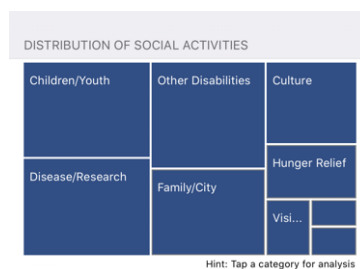 DISTRIBUTION OF SOCIAL ACTIVITIES
Children/Youth
Other Disabilities
Culture
Disease/Research
Family/City
Hunger Relief
Visi...
Hint: Tap a category for analysis